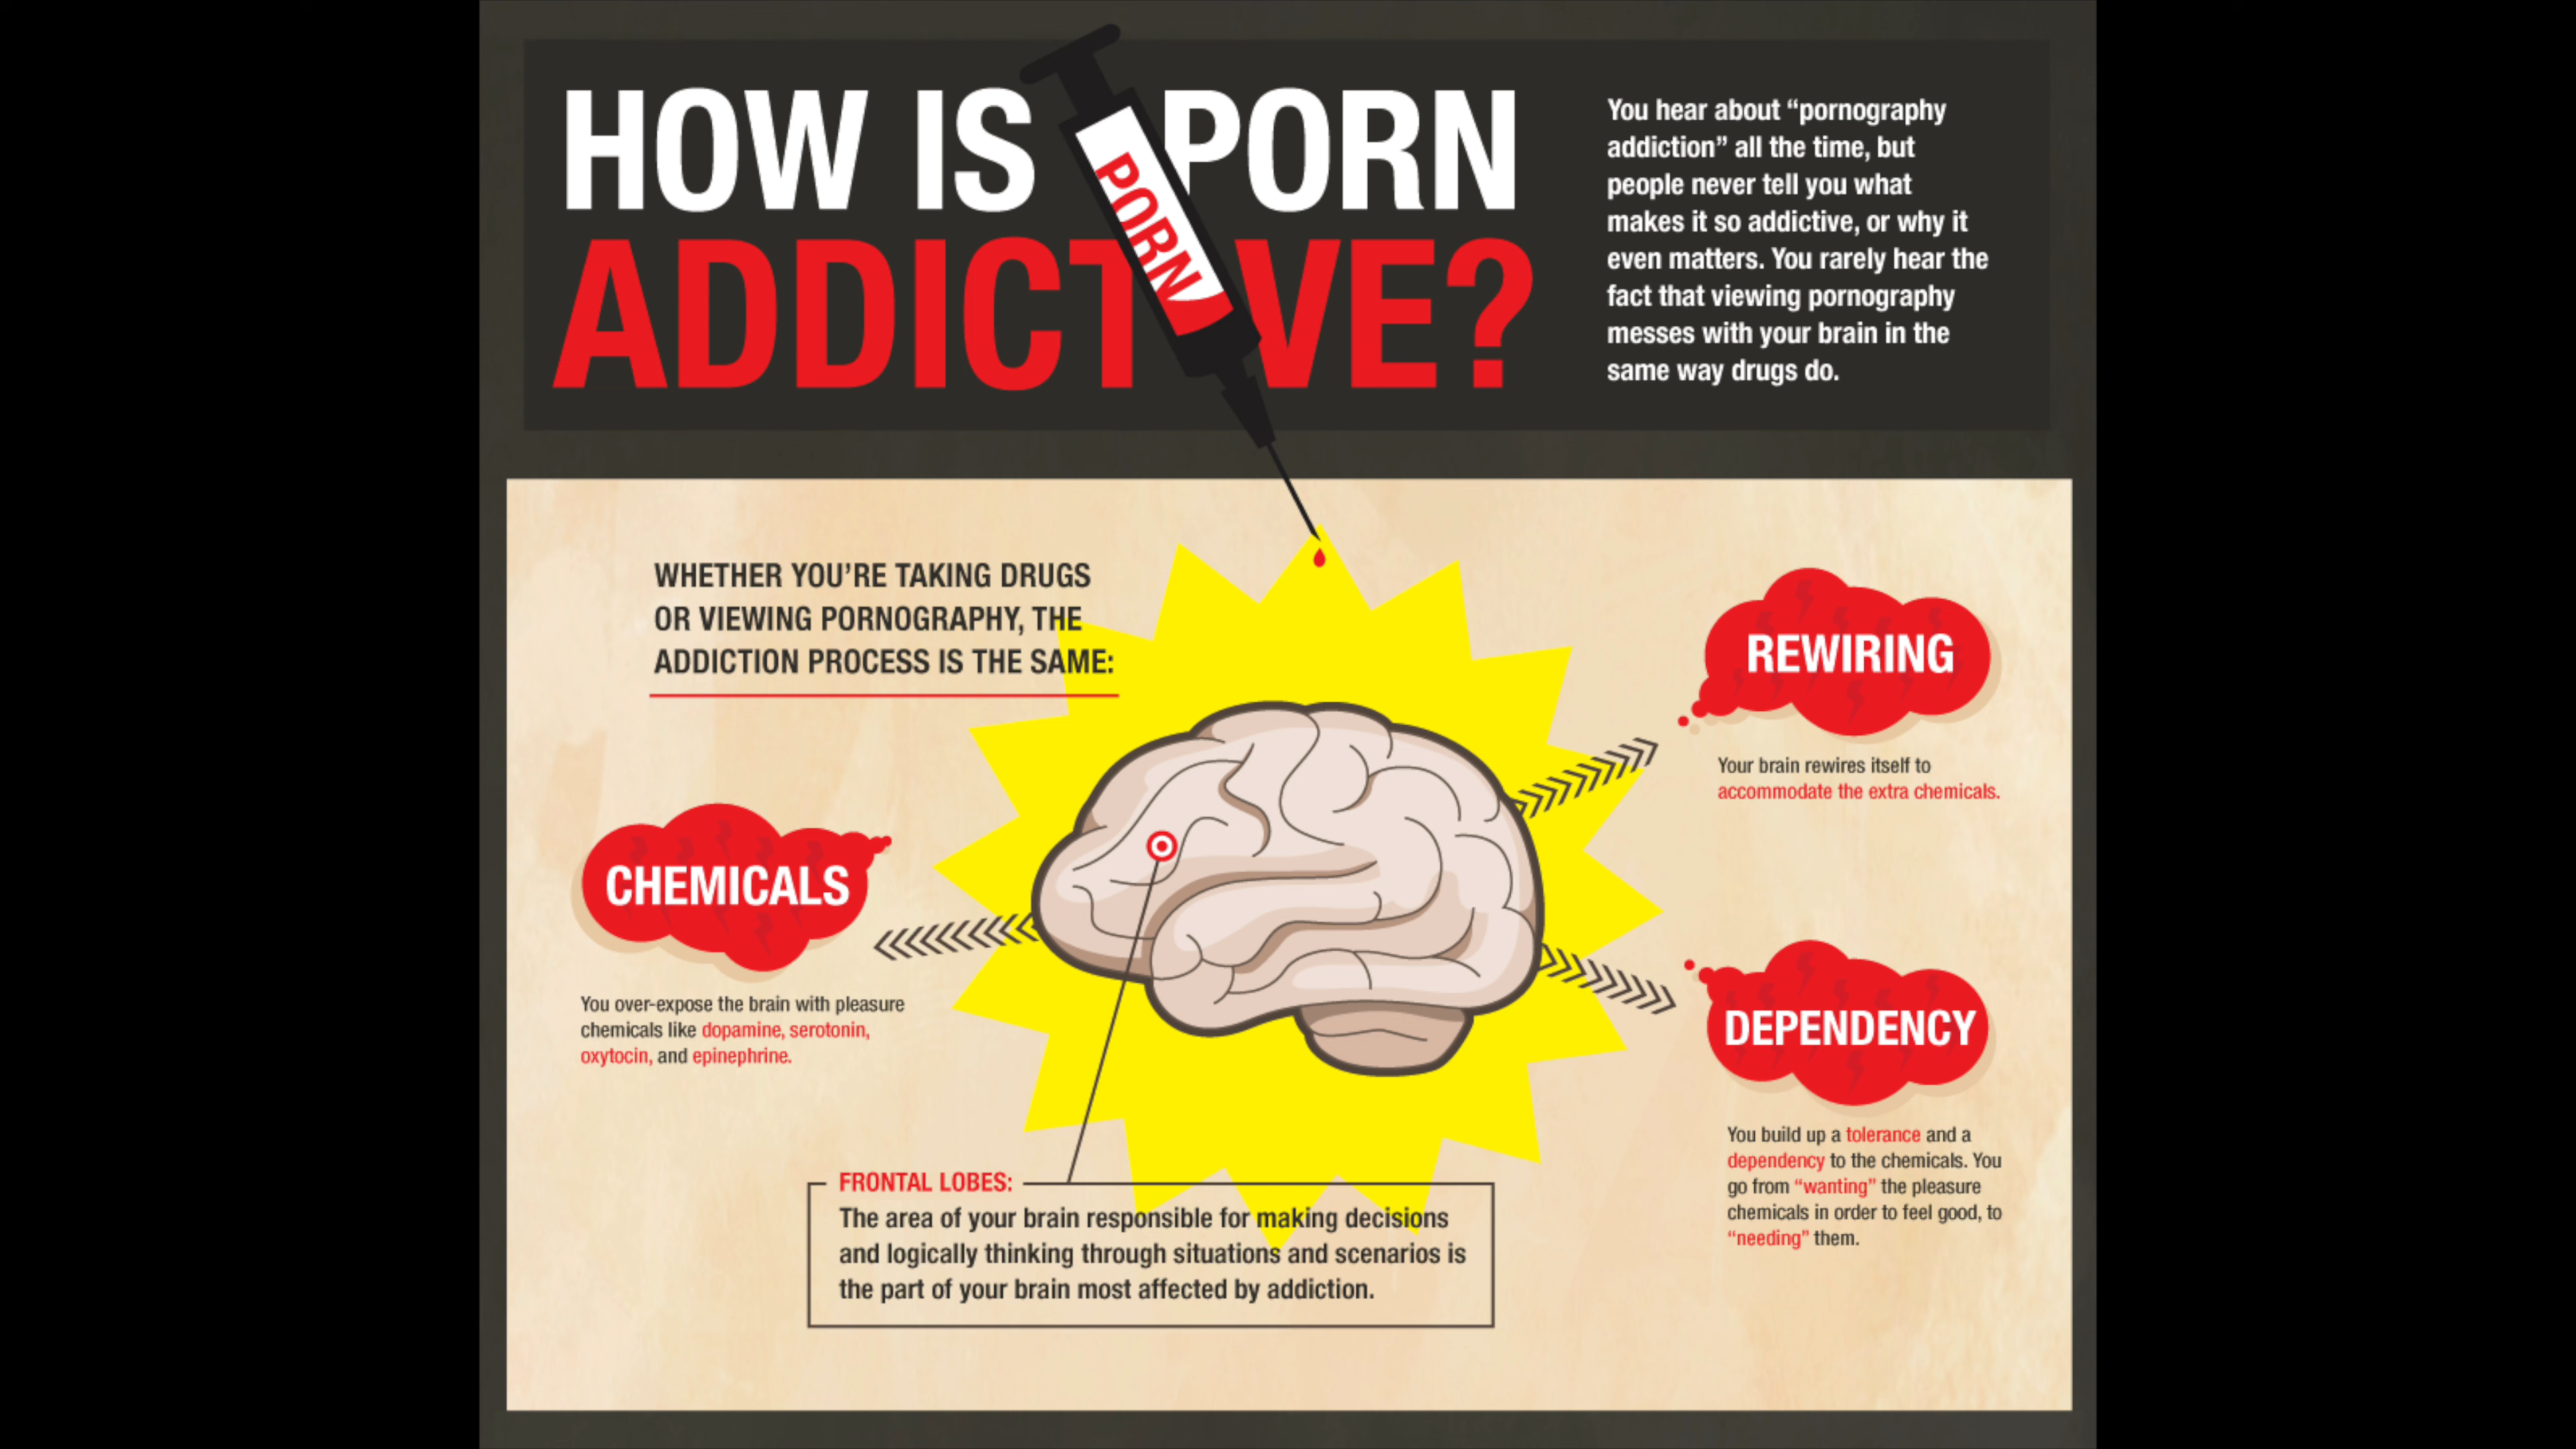 HOW IS PORN
ADDICTIVE?
PORN
You hear about “pornography
addiction” all the time, but
people never tell you what
makes it so addictive, or why it
even matters. You rarely hear the
fact that viewing pornography
messes with your brain in the
same way drugs do.
WHETHER YOU’RE TAKING DRUGS
OR VIEWING PORNOGRAPHY, THE
ADDICTION PROCESS IS THE SAME:
CHEMICALS
You over-expose the brain with pleasure
chemicals like dopamine, serotonin,
oxytocin, and epinephrine.
REWIRING
Your brain rewires itself to
accommodate the extra chemicals.
DEPENDENCY
You build up a tolerance and a
dependency to the chemicals. You
go from “wanting” the pleasure
chemicals in order to feel good, to
“needing” them.
FRONTAL LOBES:
The area of your brain responsible for making decisions
and logically thinking through situations and scenarios is
the part of your brain most affected by addiction.